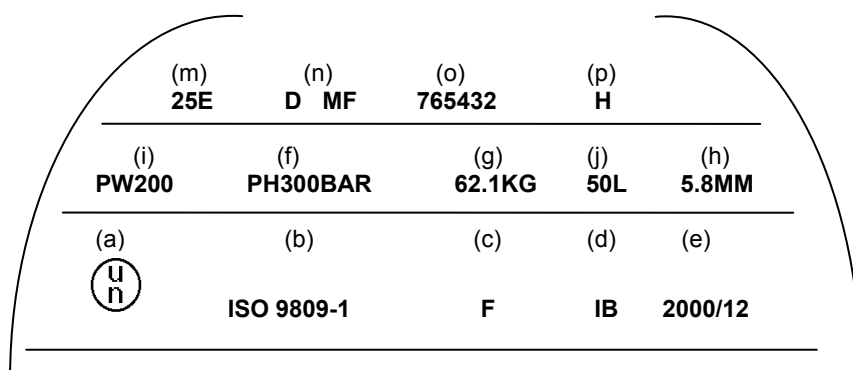 (m) (n) (o) (p)
25E D MF 765432 H
(i) (f) (g) (j) (h)
PW200 PH300BAR 62.1KG 50L 5.8MM
(a) (b) (c) (d) (e)
u
n
ISO 9809-1 F IB 2000/12